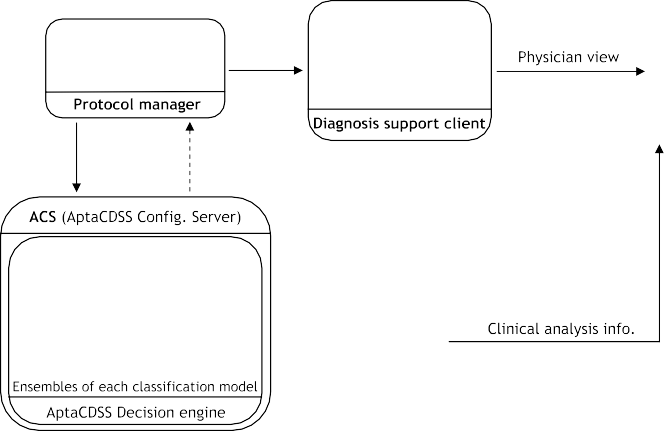 Physician view
Protocol manager
Diagnosis support client
ACS (AptaCDSS Config. Server)
Clinical analysis info.
Ensembles of each classification model
AptaCDSS Decision engine